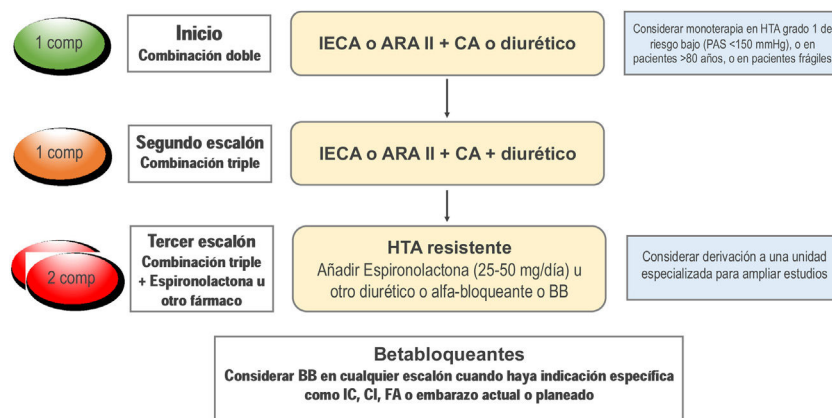 1 comp
Inicio
Combinación doble
IECA o ARA II + CA o diurético
Considerar monoterapia en HTA grado 1 de
riesgo bajo (PAS <150 mmHg), o en
pacientes >80 años, o en pacientes frágiles
1 comp
Segundo escalón
Combinación triple
IECA o ARA II + CA + diurético
2 comp
Tercer escalón
Combinación triple
+ Espironolactona u
otro fármaco
HTA resistente
Añadir Espironolactona (25-50 mg/día) u
otro diurético o alfa-bloqueante o BB
Considerar derivación a una unidad
especializada para ampliar estudios
Betabloqueantes
Considerar BB en cualquier escalón cuando haya indicación específica
como IC, CI, FA o embarazo actual o planeado